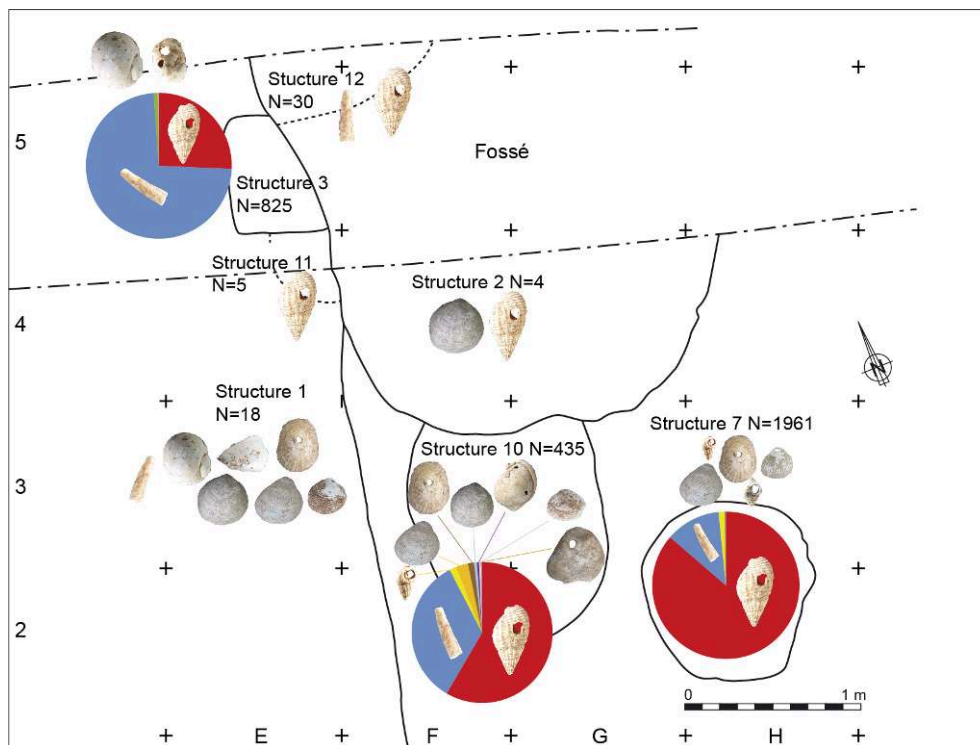 Stucture 12
N=30
5
Fossé
Structure 3
N=825
Structure 11
N=5
Structure 2 N=4
4
N
Structure 1
N=18
Structure 10 N=435
Structure 7 N=1961
3
2
0 1 m
E F G H